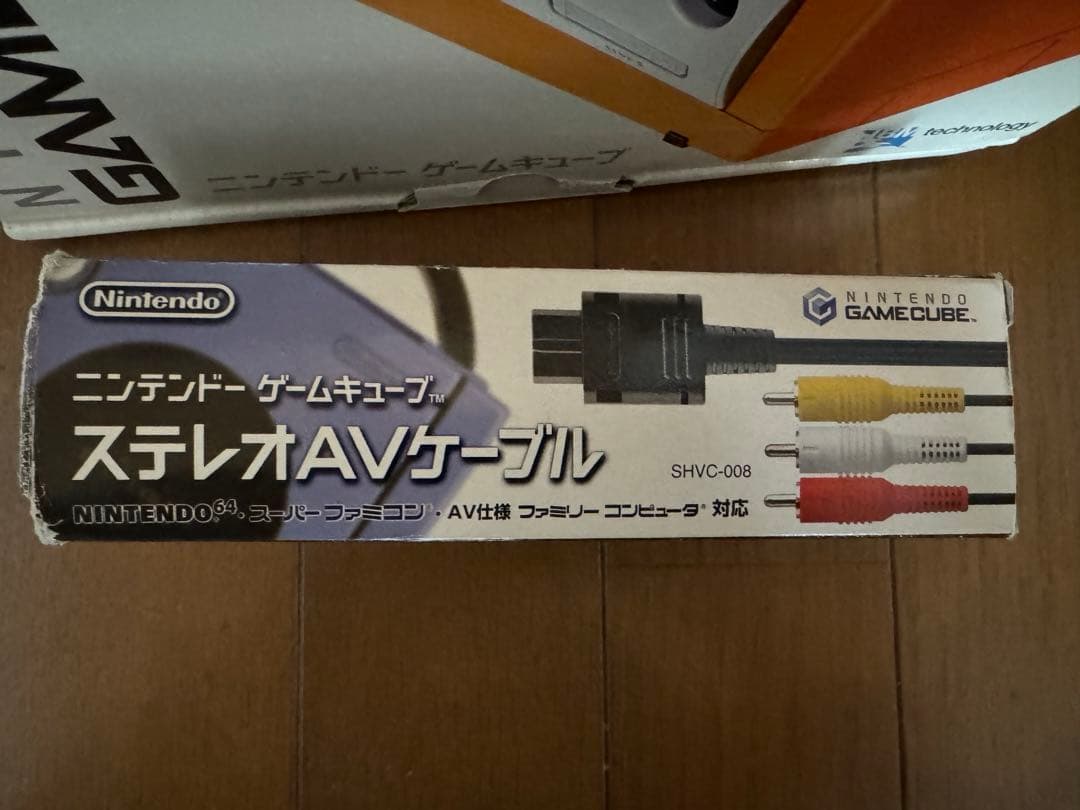 ニンテンドー ゲームキューブ
technology
Nintendo
NINTENDO
GAMECUBE™
ニンテンドー ゲームキューブ™
ステレオAVケーブル
SHVC-008
NINTENDO64・スーパーファミコン・AV仕様 ファミリーコンピュータ® 対応